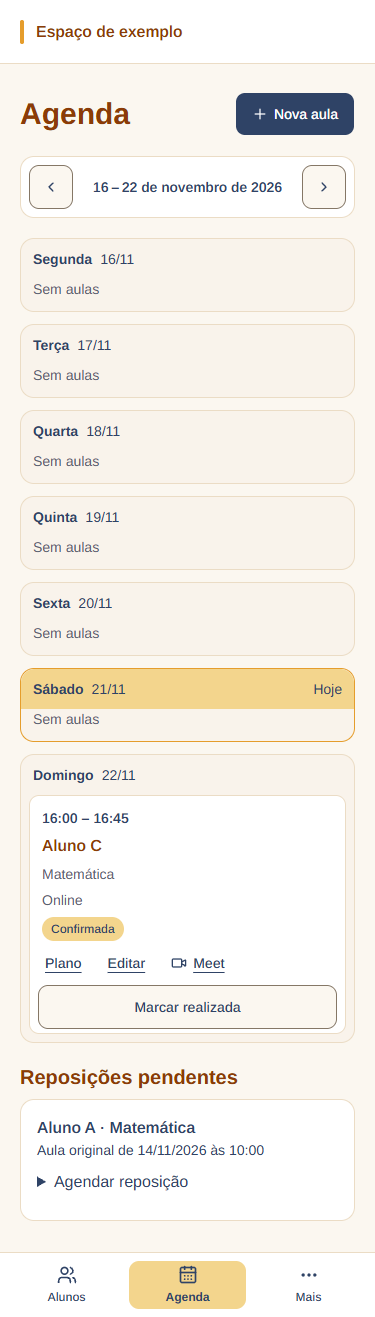 Espaço de exemplo
Agenda
Nova aula
16 – 22 de novembro de 2026
Segunda 16/11
Sem aulas
Terça 17/11
Sem aulas
Quarta 18/11
Sem aulas
Quinta 19/11
Sem aulas
Sexta 20/11
Sem aulas
Sábado 21/11 Hoje
Sem aulas
Domingo 22/11
16:00 – 16:45
Aluno C
Matemática
Online
Confirmada
Plano Editar Meet
Marcar realizada
Reposições pendentes
Aluno A · Matemática
Aula original de 14/11/2026 às 10:00
Agendar reposição
Alunos Agenda Mais